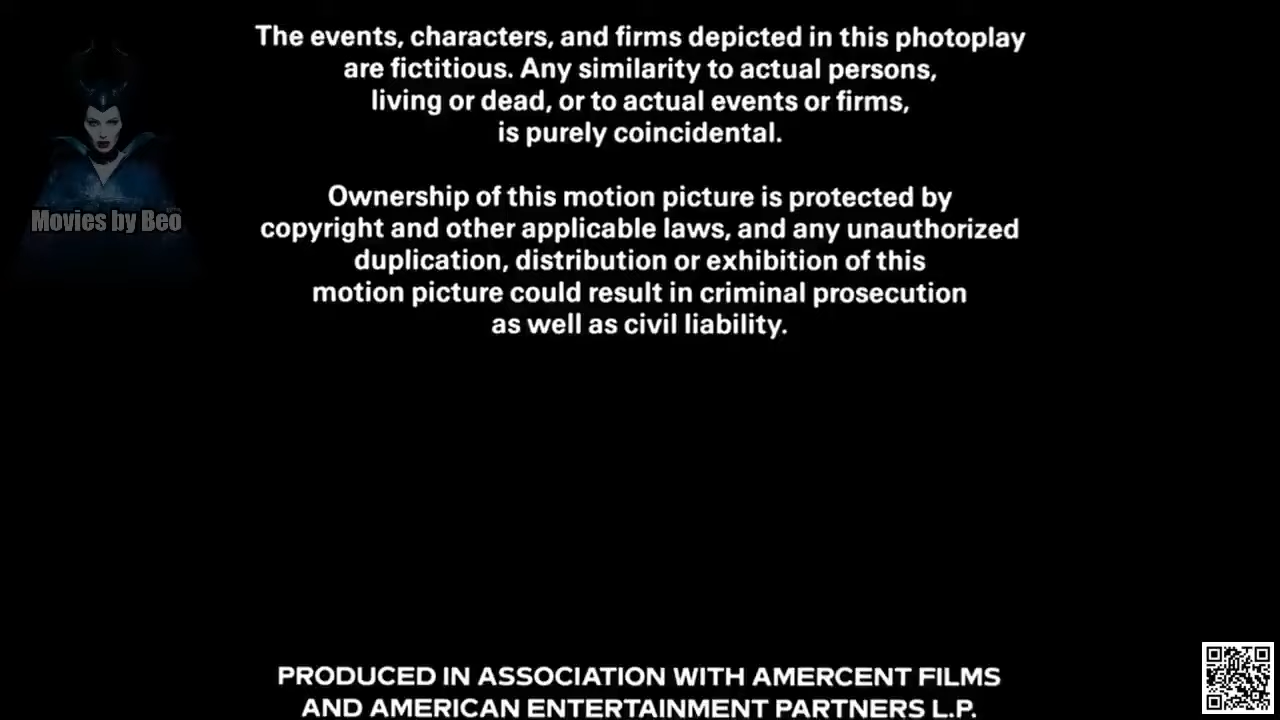 The events, characters, and firms depicted in this photoplay
are fictitious. Any similarity to actual persons,
living or dead, or to actual events or firms,
is purely coincidental.
Movies by Beo
Ownership of this motion picture is protected by
copyright and other applicable laws, and any unauthorized
duplication, distribution or exhibition of this
motion picture could result in criminal prosecution
as well as civil liability.
PRODUCED IN ASSOCIATION WITH AMERCENT FILMS
AND AMERICAN ENTERTAINMENT PARTNERS L.P.